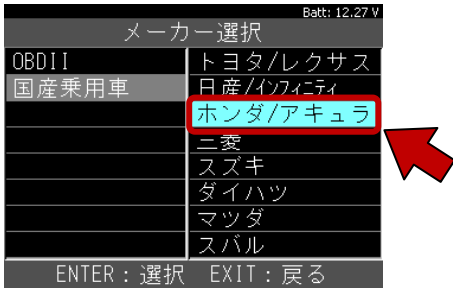 Batt: 12.27 V
メーカー選択
OBDII
国産乗用車
トヨタ/レクサス
日産/インフィニティ
ホンダ/アキュラ
三菱
スズキ
ダイハツ
マツダ
スバル
ENTER：選択 EXIT：戻る